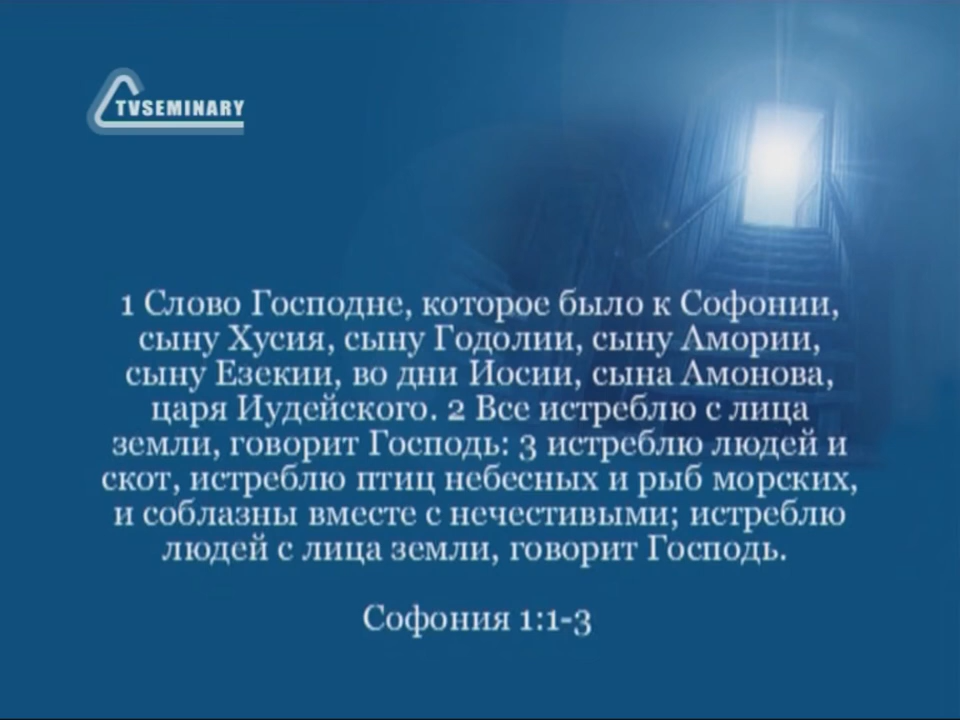 TVSEMINARY
1 Слово Господне, которое было к Софонии,
сыну Хусия, сыну Годолии, сыну Амории,
сыну Езекии, во дни Иосии, сына Амонова,
царя Иудейского. 2 Все истреблю с лица
земли, говорит Господь: 3 истреблю людей и
скот, истреблю птиц небесных и рыб морских,
и соблазны вместе с нечестивыми; истреблю
людей с лица земли, говорит Господь.
Софония 1:1-3